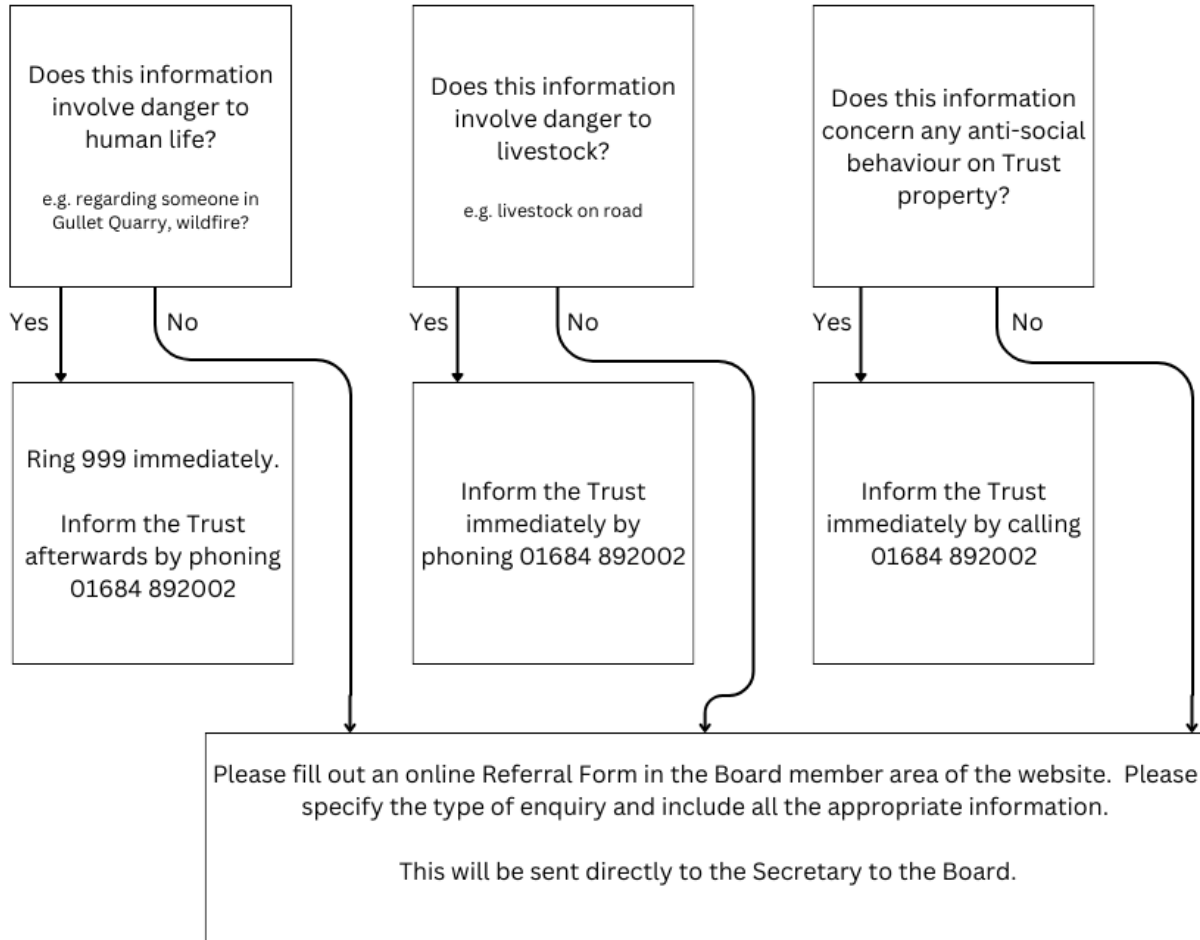 Does this information
involve danger to
human life?
e.g. regarding someone in
Gullet Quarry, wildfire?
Does this information
involve danger to
livestock?
e.g. livestock on road
Does this information
concern any anti-social
behaviour on Trust
property?
Yes
No
Yes
No
Yes
No
Ring 999 immediately.
Inform the Trust
afterwards by phoning
01684 892002
Inform the Trust
immediately by
phoning 01684 892002
Inform the Trust
immediately by calling
01684 892002
Please fill out an online Referral Form in the Board member area of the website.  Please
specify the type of enquiry and include all the appropriate information.
This will be sent directly to the Secretary to the Board.